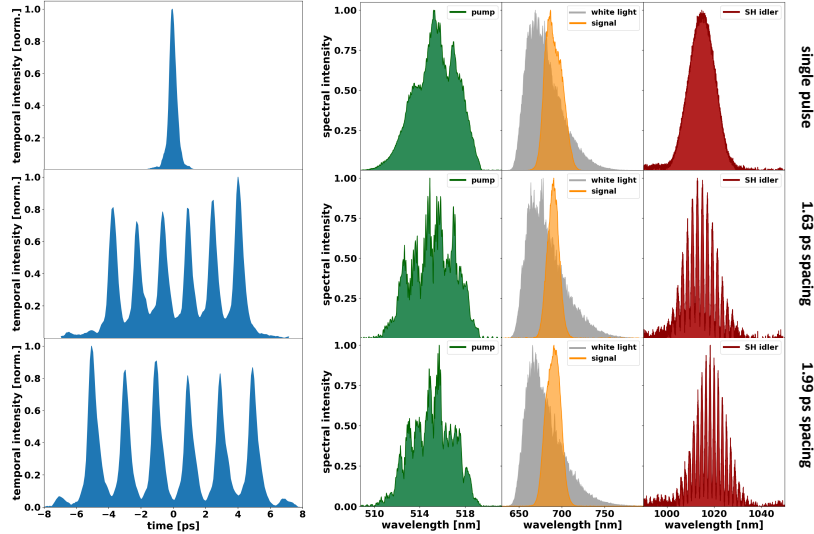 temporal intensity [norm.]
1.0
0.8
0.6
0.4
0.2
spectral intensity
1.00
0.75
0.50
0.25
pump
white light
signal
SH idler
single pulse
temporal intensity [norm.]
1.0
0.8
0.6
0.4
0.2
spectral intensity
1.00
0.75
0.50
0.25
pump
white light
signal
SH idler
1.63 ps spacing
temporal intensity [norm.]
1.0
0.8
0.6
0.4
0.2
0.0
−8 −6 −4 −2 0 2 4 6 8
time [ps]
spectral intensity
1.00
0.75
0.50
0.25
0.00
pump
510 514 518
wavelength [nm]
white light
signal
650 700 750
wavelength [nm]
SH idler
1000 1020 1040
wavelength [nm]
1.99 ps spacing